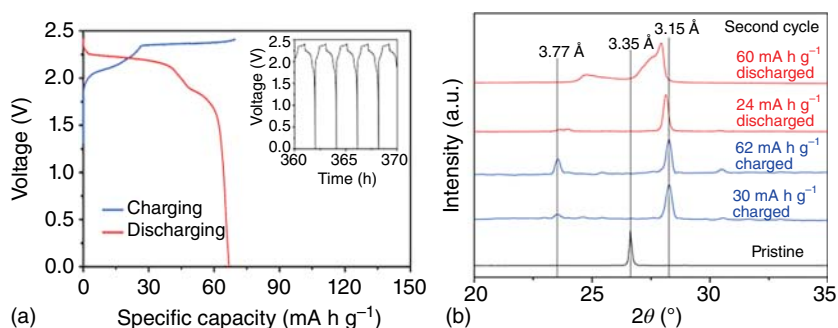 2.5
2.0
1.5
1.0
0.5
0.0
Voltage (V)
0
30
60
90
120
150
Specific capacity (mA h g⁻¹)
Charging
Discharging
2.5
2.0
1.5
1.0
0.5
0.0
Voltage (V)
360
365
370
Time (h)
(a)
Second cycle
3.77 Å
3.35 Å
3.15 Å
60 mA h g⁻¹
discharged
24 mA h g⁻¹
discharged
62 mA h g⁻¹
charged
30 mA h g⁻¹
charged
Pristine
Intensity (a.u.)
20
25
30
35
2θ (°)
(b)